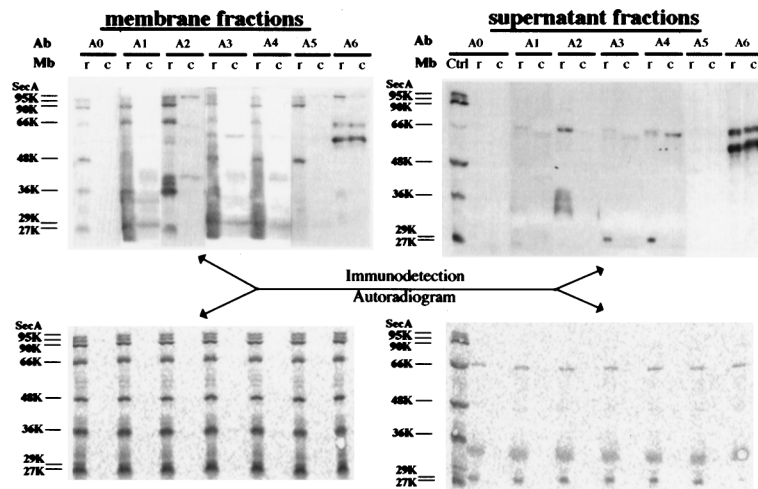 membrane fractions
supernatant fractions
Ab A0 A1 A2 A3 A4 A5 A6
Mb r c r c r c r c r c r c r c
Ab A0 A1 A2 A3 A4 A5 A6
Mb Ctrl r c r c r c r c r c r c r c
SecA
95K
90K
66K
48K
36K
29K
27K
SecA
95K
90K
66K
48K
36K
29K
27K
Immunodetection
Autoradiogram
SecA
95K
90K
66K
48K
36K
29K
27K
SecA
95K
90K
66K
48K
36K
29K
27K